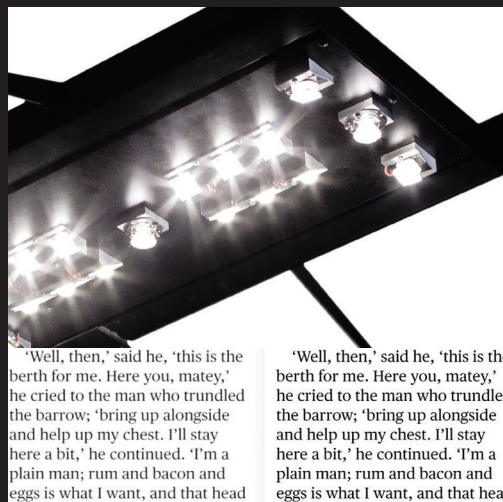 ‘Well, then,’ said he, ‘this is the
berth for me. Here you, matey,’
he cried to the man who trundled
the barrow; ‘bring up alongside
and help up my chest. I’ll stay
here a bit,’ he continued. ‘I’m a
plain man; rum and bacon and
eggs is what I want, and that head
‘Well, then,’ said he, ‘this is the
berth for me. Here you, matey,’
he cried to the man who trundle
the barrow; ‘bring up alongside
and help up my chest. I’ll stay
here a bit,’ he continued. ‘I’m a
plain man; rum and bacon and
eggs is what I want, and that hea